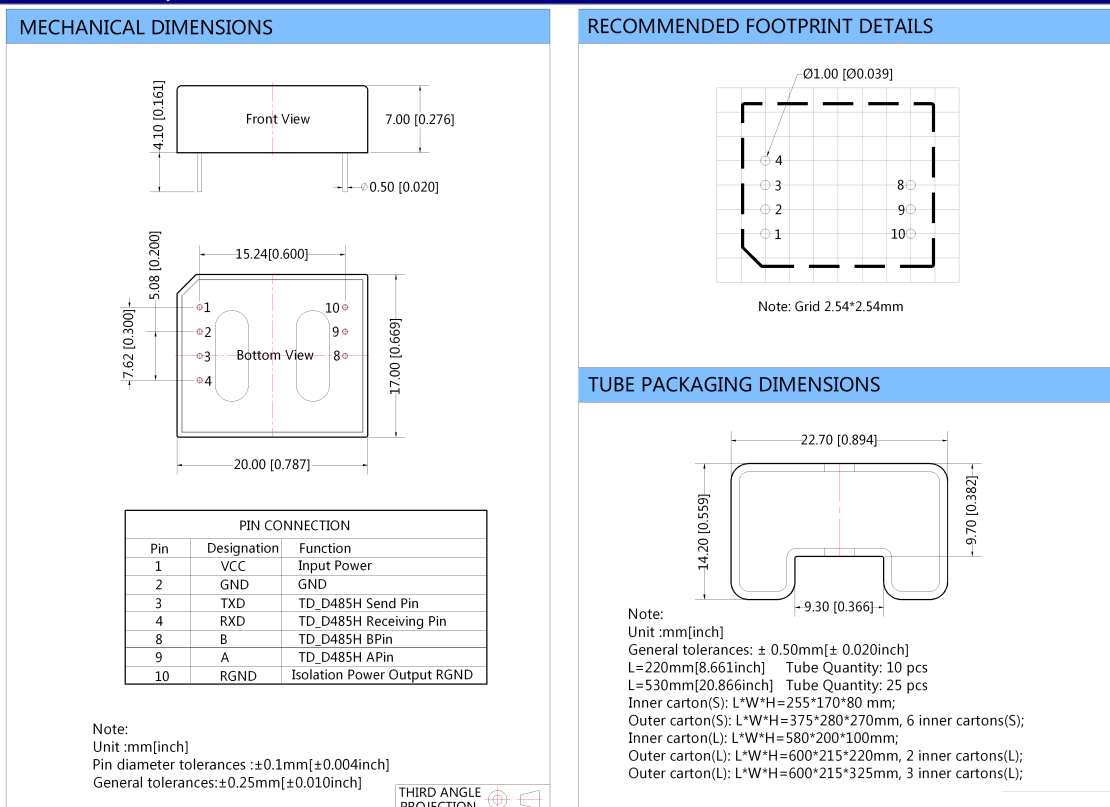 MECHANICAL DIMENSIONS
4.10 [0.161]
Front View
7.00 [0.276]
Ø0.50 [0.020]
15.24[0.600]
5.08 [0.200]
7.62 [0.300]
1 10
2 9
3 Bottom View 8
4
17.00 [0.669]
20.00 [0.787]
PIN CONNECTION
Pin Designation Function
1 VCC Input Power
2 GND GND
3 TXD TD_D485H Send Pin
4 RXD TD_D485H Receiving Pin
8 B TD_D485H BPin
9 A TD_D485H APin
10 RGND Isolation Power Output RGND
Note:
Unit :mm[inch]
Pin diameter tolerances :±0.1mm[±0.004inch]
General tolerances:±0.25mm[±0.010inch]
THIRD ANGLE
PROJECTION
RECOMMENDED FOOTPRINT DETAILS
Ø1.00 [Ø0.039]
4
3 8
2 9
1 10
Note: Grid 2.54*2.54mm
TUBE PACKAGING DIMENSIONS
22.70 [0.894]
14.20 [0.559]
9.70 [0.382]
9.30 [0.366]
Note:
Unit :mm[inch]
General tolerances: ± 0.50mm[± 0.020inch]
L=220mm[8.661inch] Tube Quantity: 10 pcs
L=530mm[20.866inch] Tube Quantity: 25 pcs
Inner carton(S): L*W*H=255*170*80 mm;
Outer carton(S): L*W*H=375*280*270mm, 6 inner cartons(S);
Inner carton(L): L*W*H=580*200*100mm;
Outer carton(L): L*W*H=600*215*220mm, 2 inner cartons(L);
Outer carton(L): L*W*H=600*215*325mm, 3 inner cartons(L);